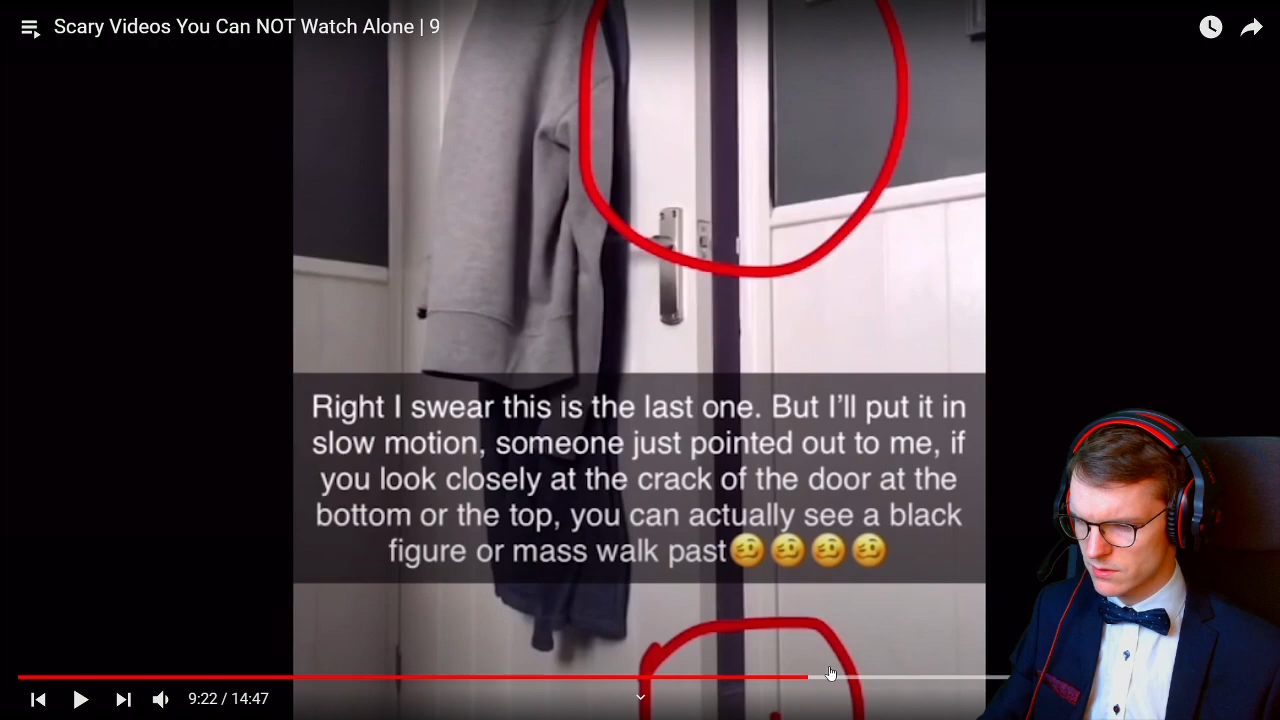 Scary Videos You Can NOT Watch Alone | 9
Right I swear this is the last one. But I'll put it in
slow motion, someone just pointed out to me, if
you look closely at the crack of the door at the
bottom or the top, you can actually see a black
figure or mass walk past🥴🥴🥴🥴
9:22 / 14:47